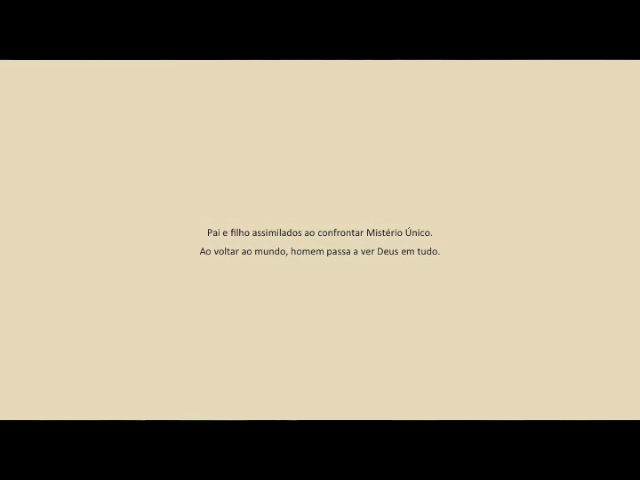 Pai e filho assimilados ao confrontar Mistério Único.
Ao voltar ao mundo, homem passa a ver Deus em tudo.